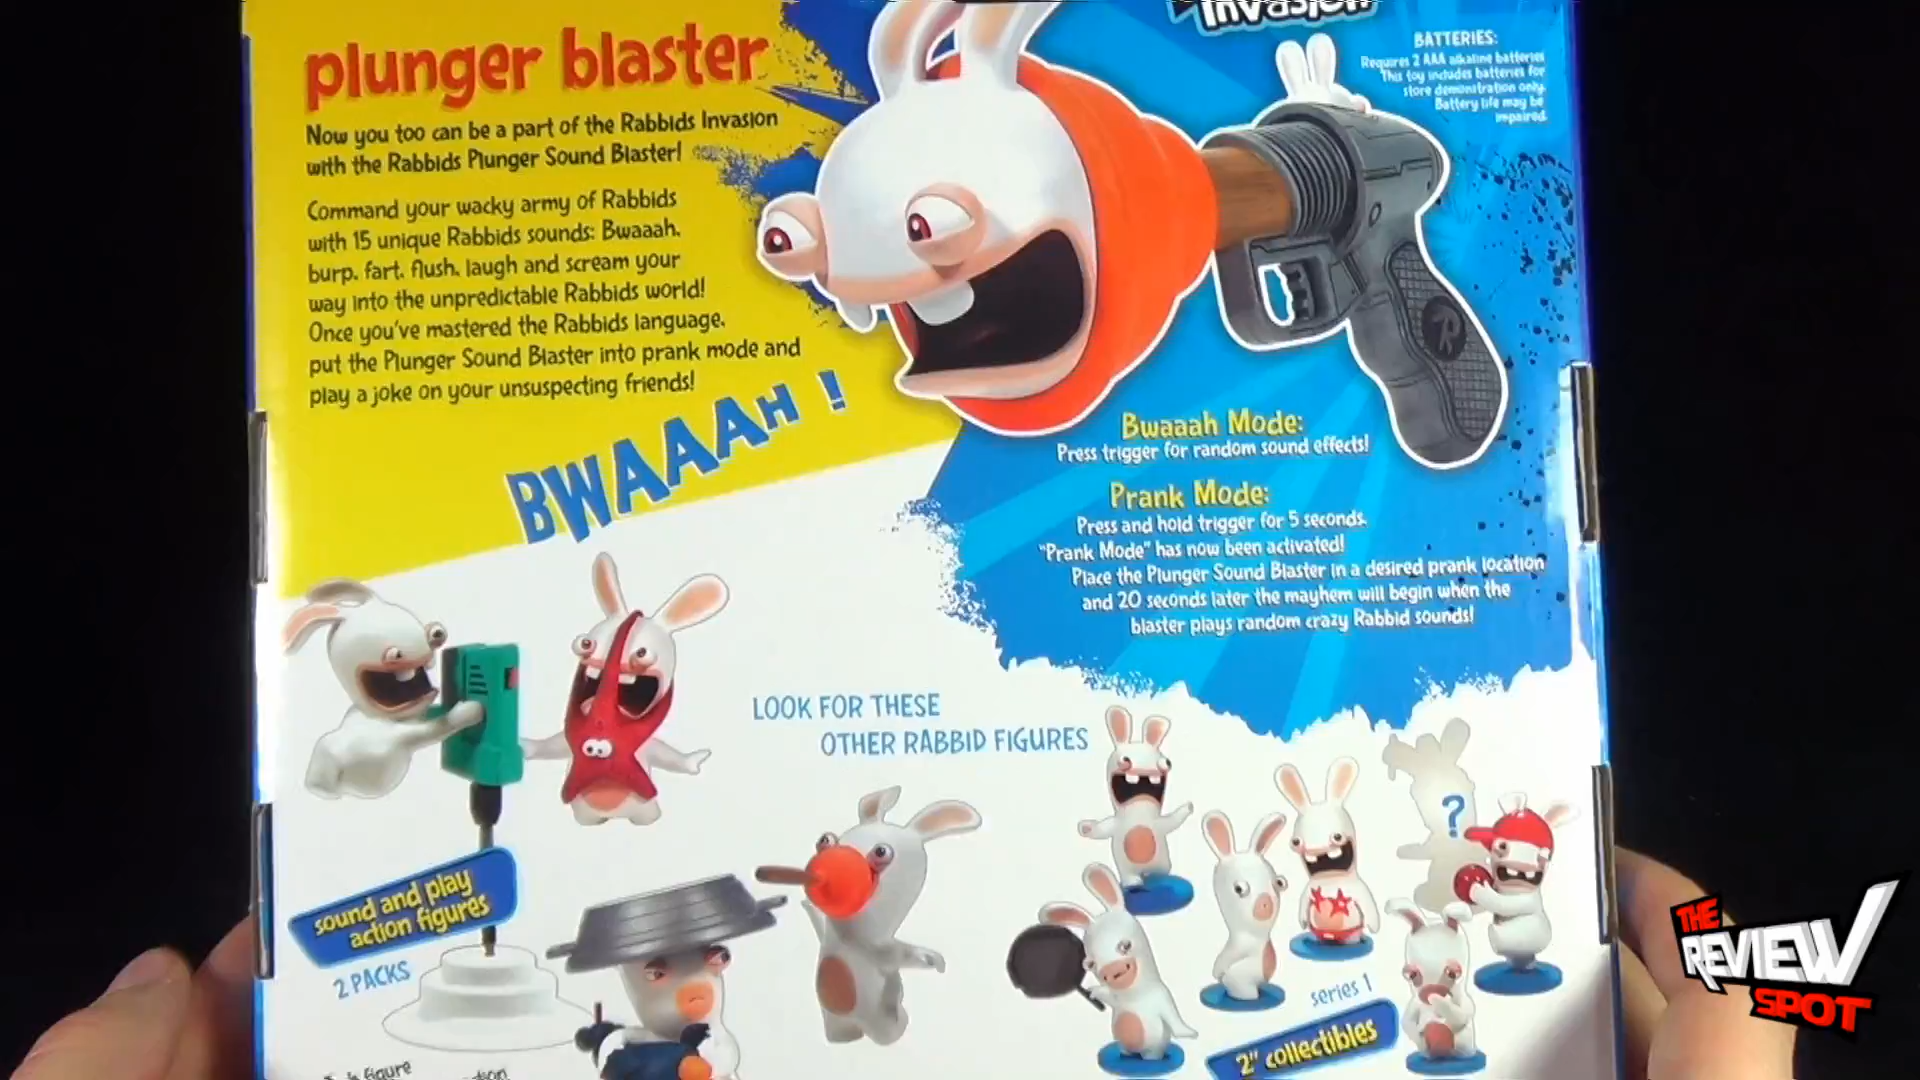 plunger blaster
Now you too can be a part of the Rabbids Invasion
with the Rabbids Plunger Sound Blaster!
Command your wacky army of Rabbids
with 15 unique Rabbids sounds: Bwaaah,
burp, fart, flush, laugh and scream your
way into the unpredictable Rabbids world!
Once you've mastered the Rabbids language,
put the Plunger Sound Blaster into prank mode and
play a joke on your unsuspecting friends!
BWAAAH !
Invasion
BATTERIES:
Requires 2 AAA alkaline batteries
This toy includes batteries for
store demonstration only.
Battery life may be
impaired
R
Bwaaah Mode:
Press trigger for random sound effects!
Prank Mode:
Press and hold trigger for 5 seconds.
"Prank Mode" has now been activated!
Place the Plunger Sound Blaster in a desired prank location
and 20 seconds later the mayhem will begin when the
blaster plays random crazy Rabbid sounds!
LOOK FOR THESE
OTHER RABBID FIGURES
sound and play
action figures
2 PACKS
figure
?
series 1
2" collectibles
THE
REVIEW
SPOT